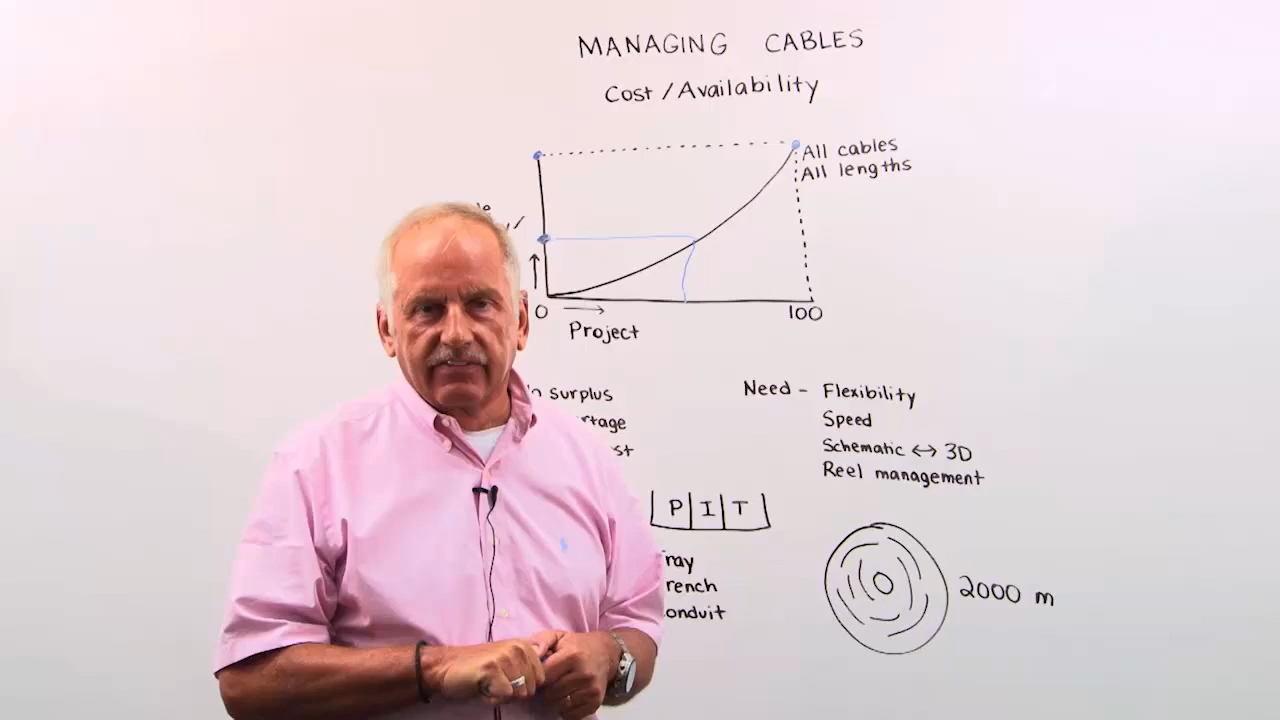 MANAGING CABLES
Cost/Availability
All cables
All lengths
0
100
Project
surplus
Need - Flexibility
Speed
Schematic ↔ 3D
Reel management
P I T
2000 m